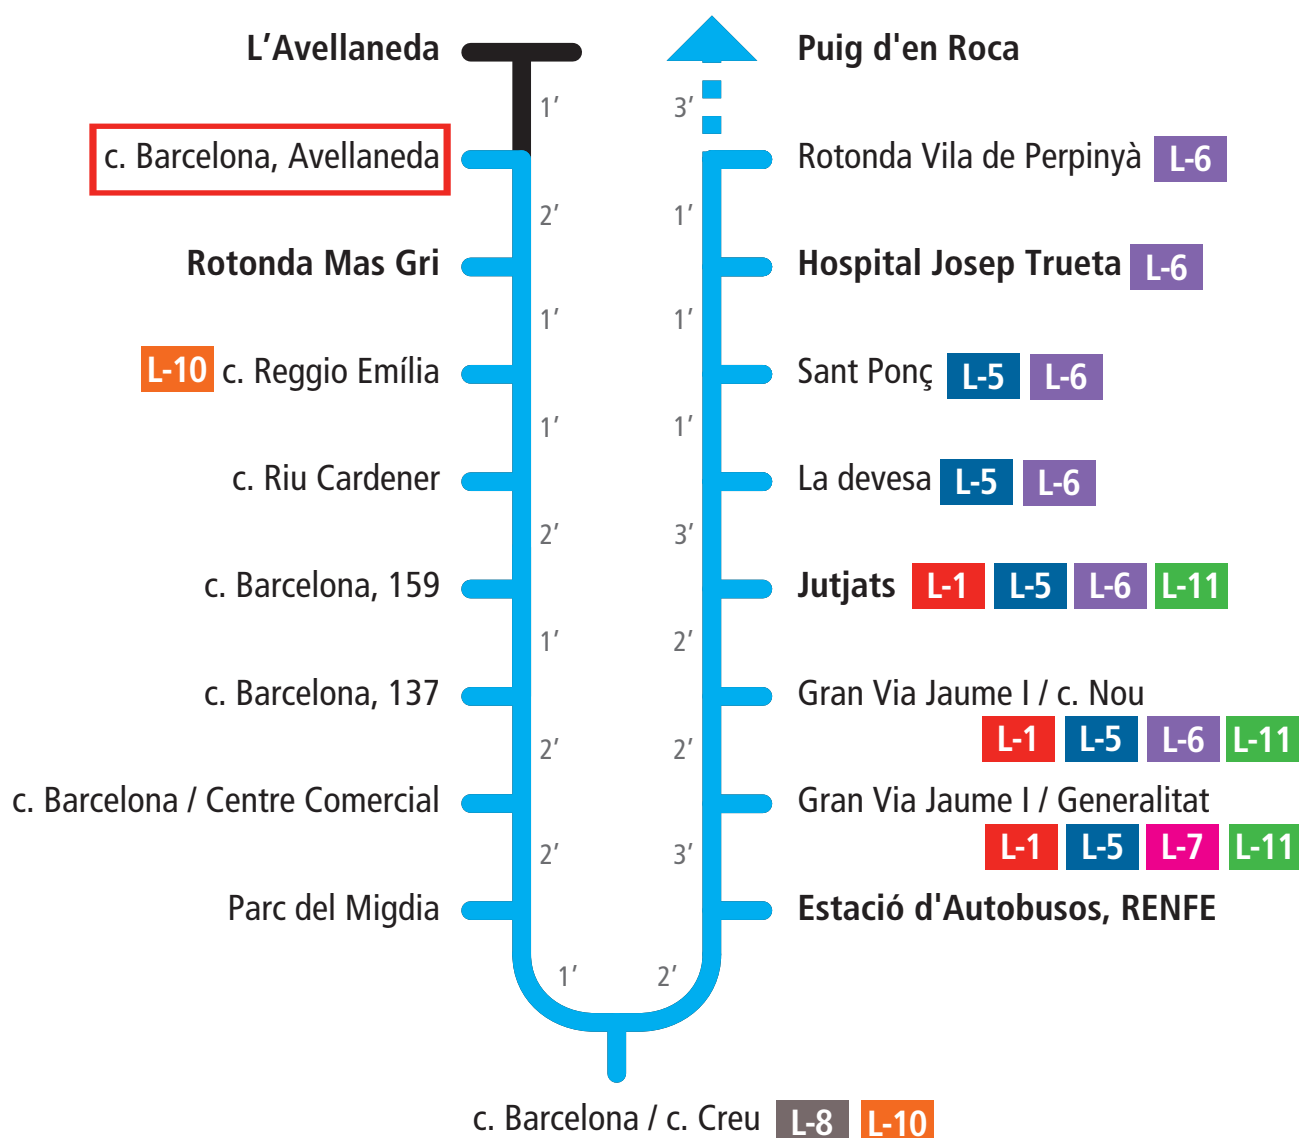 L’Avellaneda
1’
c. Barcelona, Avellaneda
2’
Rotonda Mas Gri
1’
L-10 c. Reggio Emília
1’
c. Riu Cardener
2’
c. Barcelona, 159
1’
c. Barcelona, 137
2’
c. Barcelona / Centre Comercial
2’
Parc del Migdia
1’
c. Barcelona / c. Creu L-8 L-10
2’
Estació d'Autobusos, RENFE
3’
Gran Via Jaume I / Generalitat
L-1 L-5 L-7 L-11
2’
Gran Via Jaume I / c. Nou
L-1 L-5 L-6 L-11
2’
Jutjats L-1 L-5 L-6 L-11
3’
La devesa L-5 L-6
1’
Sant Ponç L-5 L-6
1’
Hospital Josep Trueta L-6
1’
Rotonda Vila de Perpinyà L-6
3’
Puig d'en Roca